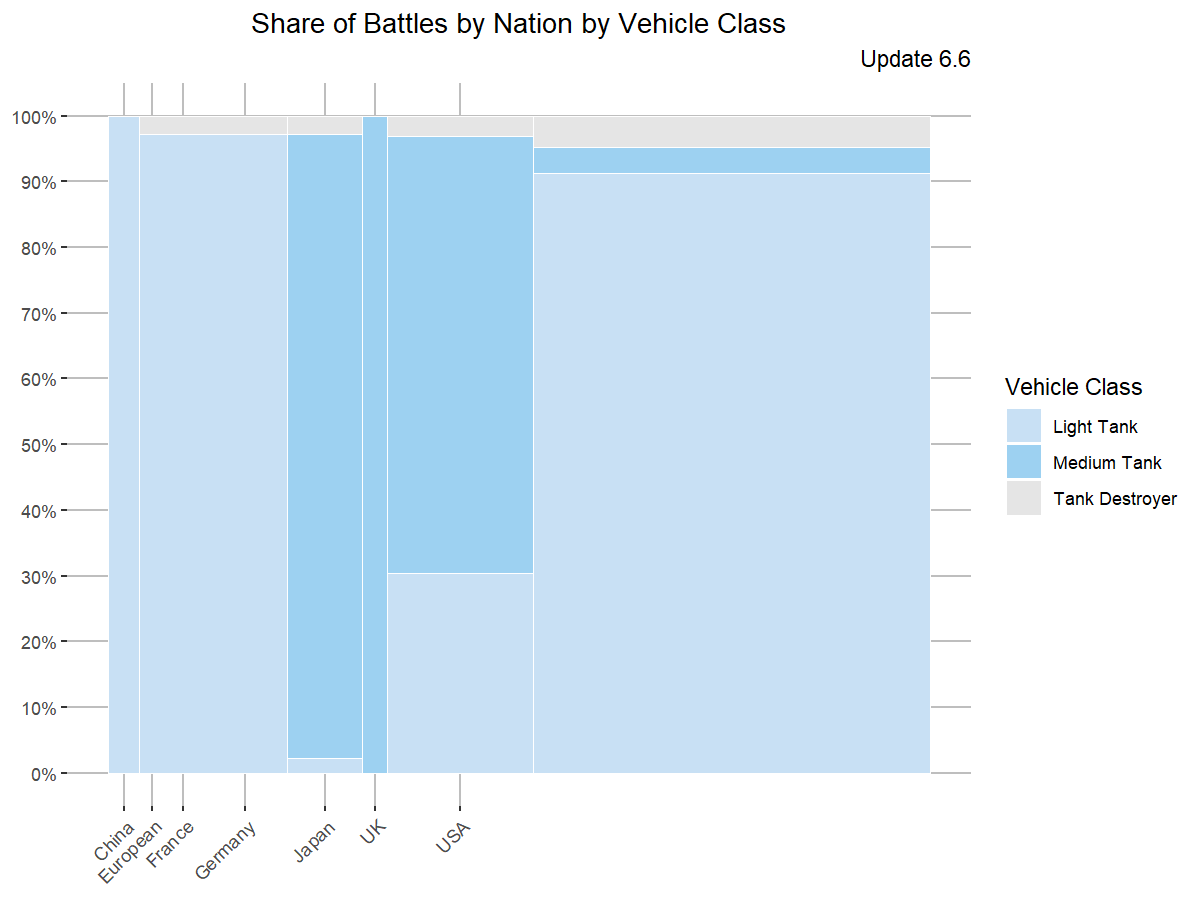 Share of Battles by Nation by Vehicle Class
Update 6.6
100%
90%
80%
70%
60%
50%
40%
30%
20%
10%
0%
China
European
France
Germany
Japan
UK
USA
Vehicle Class
Light Tank
Medium Tank
Tank Destroyer